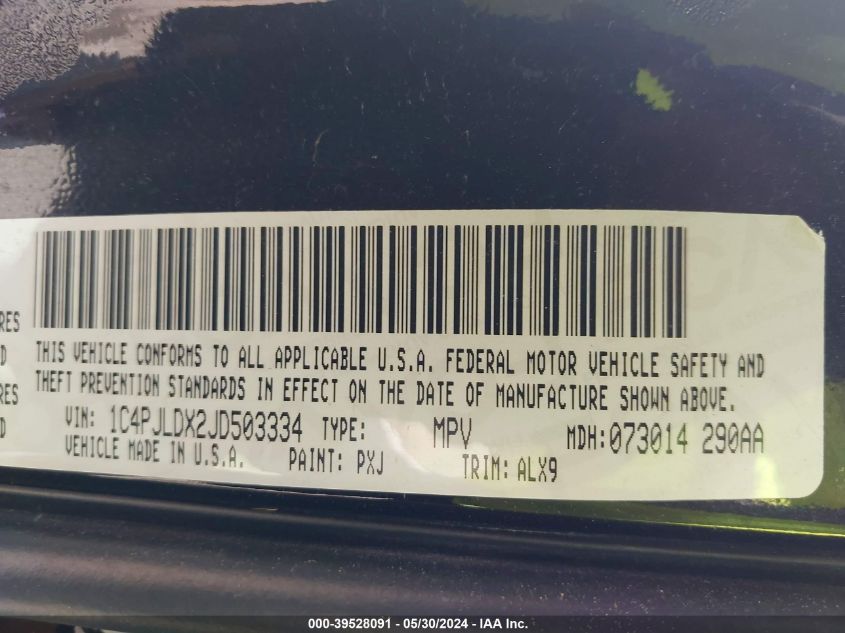 RES
THIS VEHICLE CONFORMS TO ALL APPLICABLE U.S.A. FEDERAL MOTOR VEHICLE SAFETY AND
D
THEFT PREVENTION STANDARDS IN EFFECT ON THE DATE OF MANUFACTURE SHOWN ABOVE.
RES
VIN: 1C4PJLDX2JD503334 TYPE: MPV MDH: 073014 290AA
D
VEHICLE MADE IN U.S.A. PAINT: PXJ TRIM: ALX9
000-39528091 - 05/30/2024 - IAA Inc.